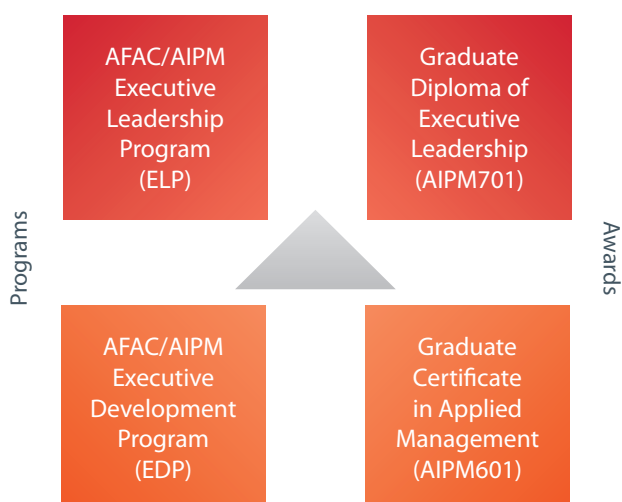 AFAC/AIPM
Executive
Leadership
Program
(ELP)
Graduate
Diploma of
Executive
Leadership
(AIPM701)
Programs
Awards
AFAC/AIPM
Executive
Development
Program
(EDP)
Graduate
Certificate
in Applied
Management
(AIPM601)